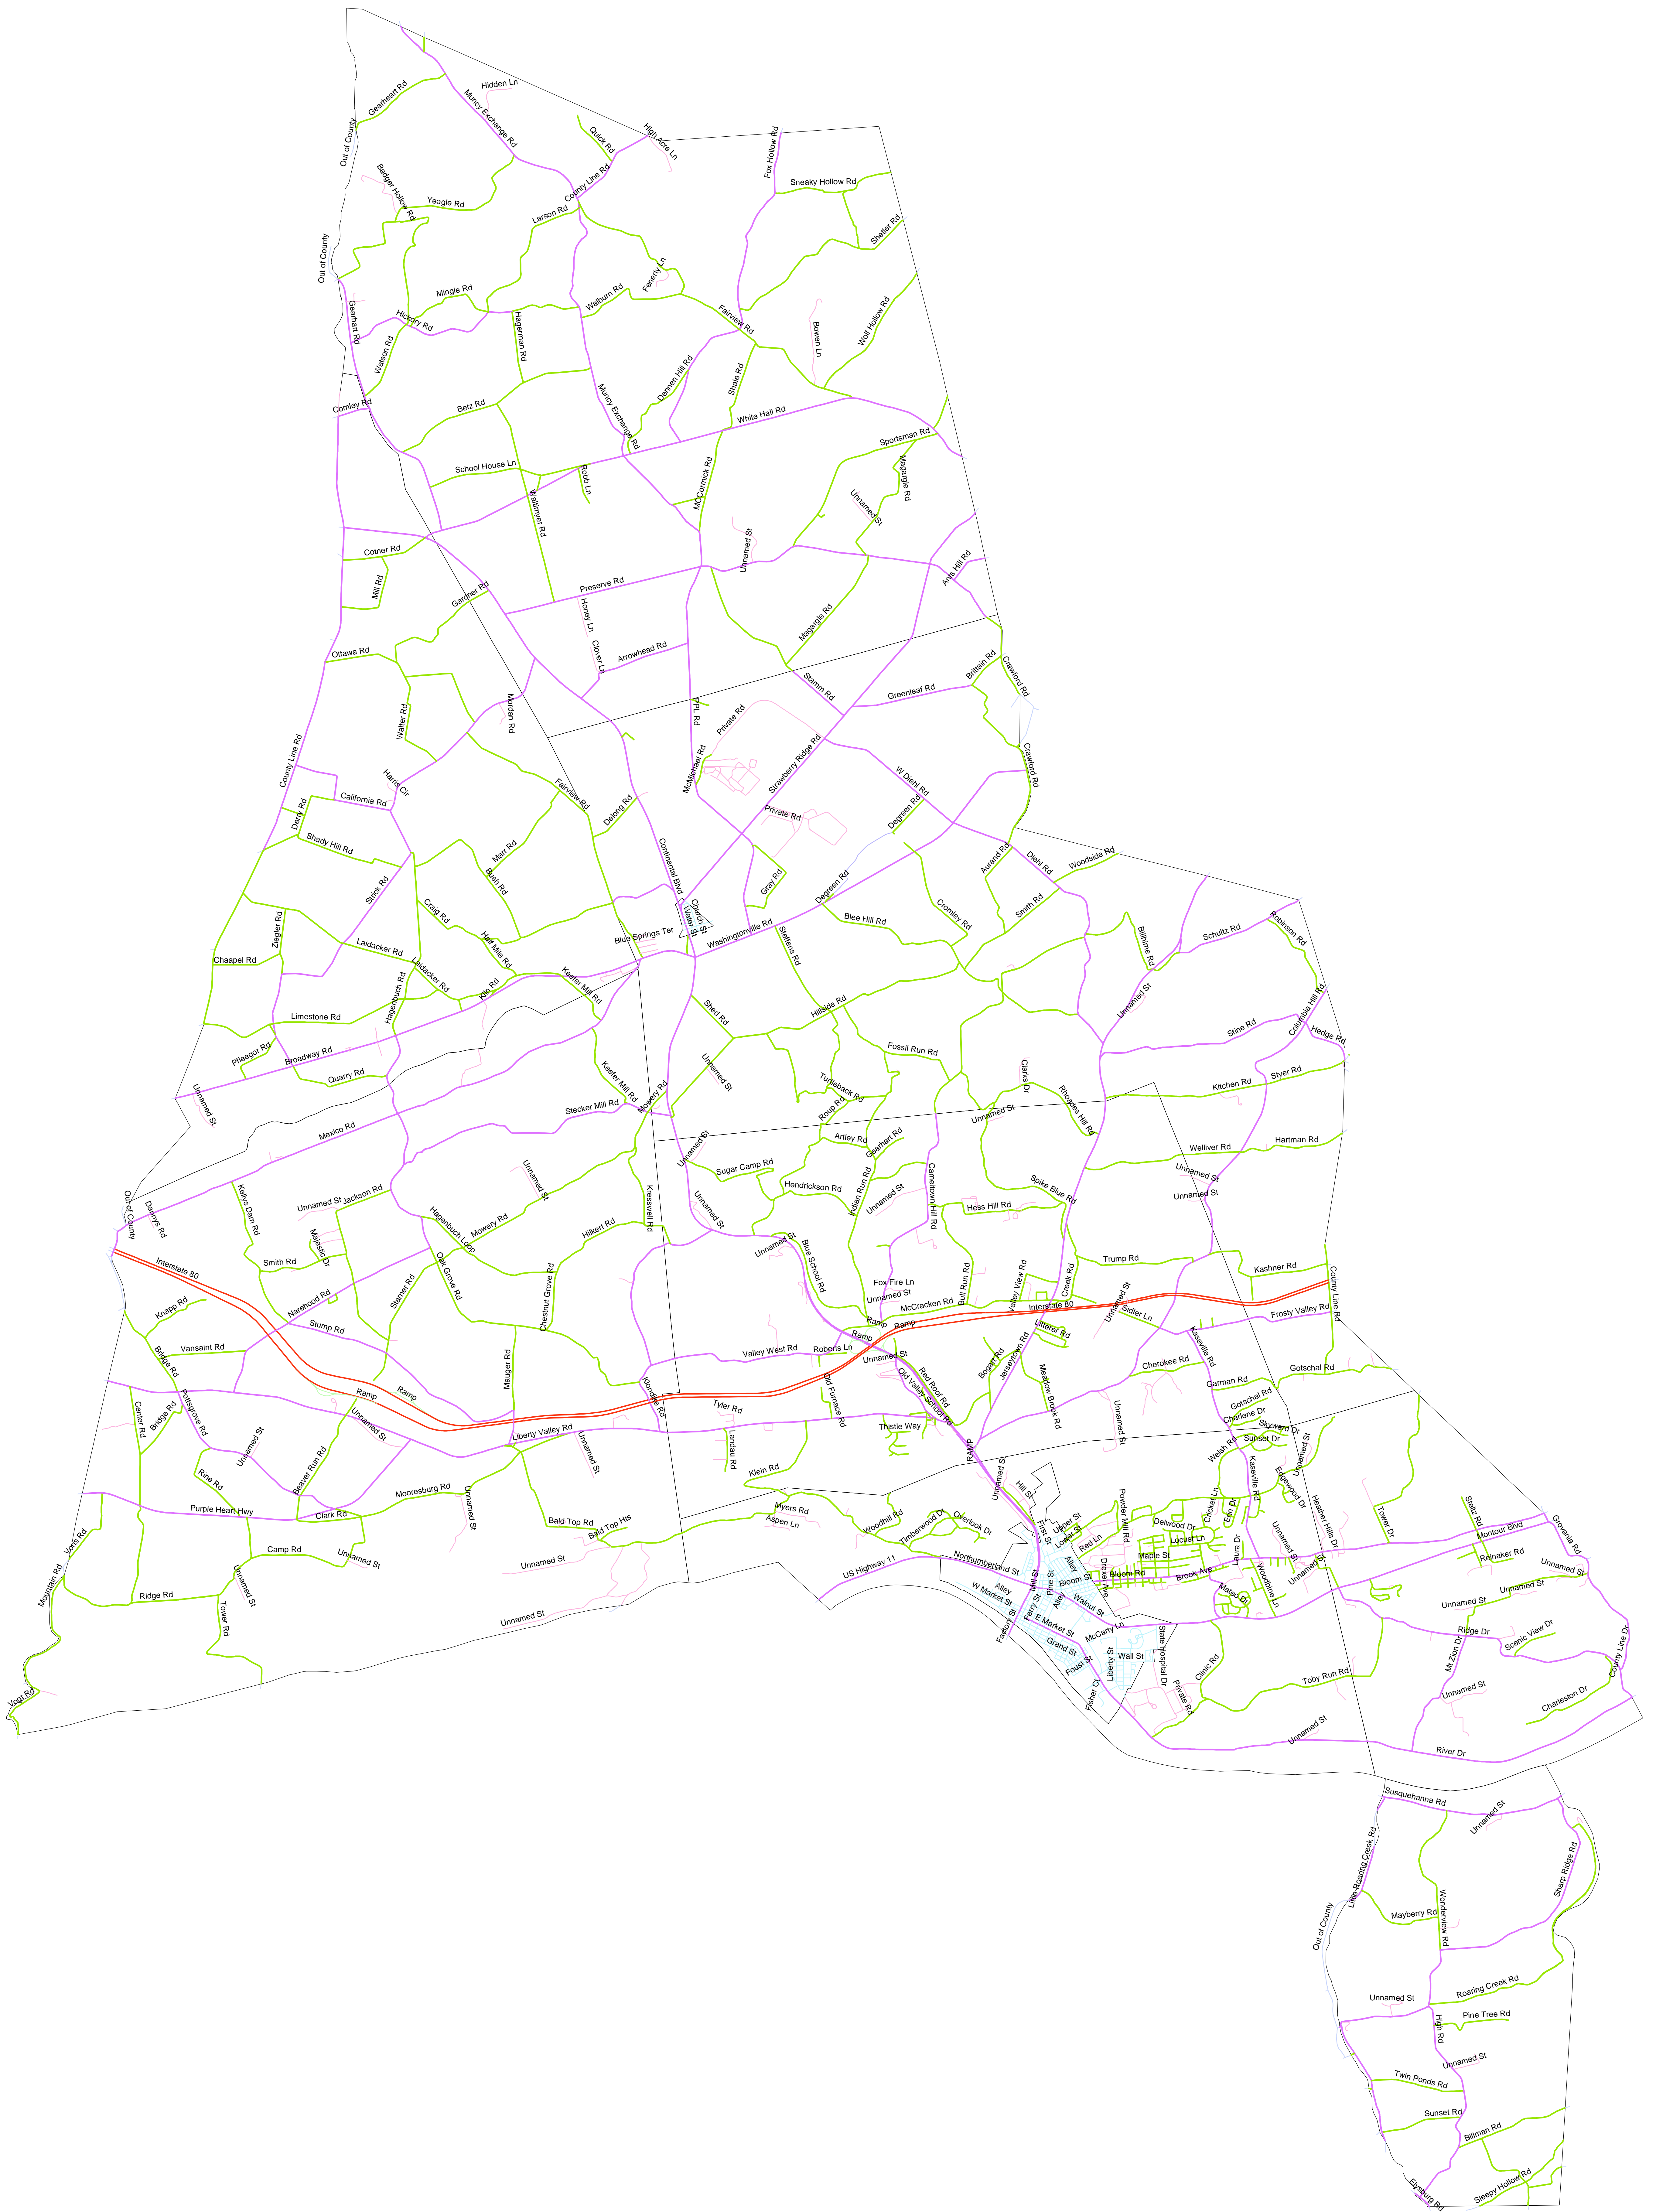 Hidden Ln
Gearheart Rd
Muncy Exchange Rd
Quick Rd
High Acre Ln
Out of County
Fox Hollow Rd
County Line Rd
Sneaky Hollow Rd
Badger Hollow Rd
Yeagle Rd
Larson Rd
Shetler Rd
Out of County
Fenerty Ln
Mingle Rd
Walburn Rd
Gearhart Rd
Hickory Rd
Hagerman Rd
Fairview Rd
Bowen Ln
Wolf Hollow Rd
Watson Rd
Dennen Hill Rd
Shale Rd
Muncy Exchange Rd
Comley Rd
Betz Rd
White Hall Rd
Sportsman Rd
School House Ln
Robb Ln
McCormick Rd
Magargle Rd
Waltimyer Rd
Unnamed St
Unnamed St
Cotner Rd
Ants Hill Rd
Mill Rd
Preserve Rd
Gardner Rd
Honey Ln
Magargle Rd
Ottawa Rd
Clover Ln
Arrowhead Rd
Brittain Rd
Crawford Rd
Stamm Rd
Greenleaf Rd
PPL Rd
Walter Rd
Mordan Rd
Private Rd
County Line Rd
McMichael Rd
Strawberry Ridge Rd
Crawford Rd
W Diehl Rd
Harris Cir
California Rd
Fairview Rd
Delong Rd
Private Rd
Degreen Rd
Derry Rd
Shady Hill Rd
Marr Rd
Continental Blvd
Aurand Rd
Diehl Rd
Woodside Rd
Bush Rd
Gray Rd
Degreen Rd
Strick Rd
Craig Rd
Church St
Water St
Cromley Rd
Smith Rd
Blee Hill Rd
Ziegler Rd
Half Mile Rd
Blue Springs Ter
Washingtonville Rd
Steffens Rd
Billhime Rd
Schultz Rd
Robinson Rd
Laidacker Rd
Chaapel Rd
Laidacker Rd
Kiln Rd
Keefer Mill Rd
Hagenbuch Rd
Unnamed St
Limestone Rd
Shed Rd
Hillside Rd
Columbia Hill Rd
Stine Rd
Hedge Rd
Pfleegor Rd
Broadway Rd
Fossil Run Rd
Quarry Rd
Keefer Mill Rd
Unnamed St
Clarks Dr
Turtleback Rd
Kitchen Rd
Styer Rd
Unnamed St
Mowery Rd
Stecker Mill Rd
Roup Rd
Unnamed St
Rhoades Hill Rd
Mexico Rd
Artley Rd
Gearhart Rd
Welliver Rd
Hartman Rd
Unnamed St
Sugar Camp Rd
Unnamed St
Cameltown Hill Rd
Unnamed St
Kellys Dam Rd
Unnamed St
Jackson Rd
Kresswell Rd
Hendrickson Rd
Indian Run Rd
Unnamed St
Spike Blue Rd
Unnamed St
Out of County
Dannys Rd
Unnamed St
Hess Hill Rd
Hagenbuch Loop
Mowery Rd
Hilkert Rd
Unnamed St
Majestic Dr
Smith Rd
Oak Grove Rd
Blue School Rd
Trump Rd
Kashner Rd
Interstate 80
Starner Rd
Chestnut Grove Rd
Fox Fire Ln
Unnamed St
Bull Run Rd
Valley View Rd
Creek Rd
County Line Rd
Knapp Rd
Narehood Rd
McCracken Rd
Interstate 80
Unnamed St
Sidler Ln
Frosty Valley Rd
Stump Rd
Ramp
Ramp
Ramp
Litterer Rd
Vansaint Rd
Bridge Rd
Valley West Rd
Roberts Ln
Unnamed St
Kaseville Rd
Mauger Rd
Jerseytown Rd
Bogart Rd
Cherokee Rd
Gotschal Rd
Ramp
Ramp
Klondike Rd
Red Roof Rd
Old Valley School Rd
Meadow Brook Rd
Garman Rd
Gotschal Rd
Pottsgrove Rd
Center Rd
Bridge Rd
Unnamed St
Tyler Rd
Old Furnace Rd
Thistle Way
Unnamed St
Charlene Dr
Skyward Dr
Sunset Dr
Welsh Rd
Unnamed St
Unnamed St
Liberty Valley Rd
Unnamed St
Landau Rd
RAMP
Klein Rd
Beaver Run Rd
Rine Rd
Mooresburg Rd
Unnamed St
Unnamed St
Hill St
Kaseville Rd
Edgewood Dr
Purple Heart Hwy
Clark Rd
Myers Rd
Woodhill Rd
Aspen Ln
Timberwood Dr
Overlook Dr
First St
Powder Mill Rd
Cricket Ln
Erin Dr
Heather Hills Dr
Tower Dr
Steltz Rd
Montour Blvd
Grovania Rd
Bald Top Rd
Bald Top Hts
Upper St
Lower St
Red Ln
Delwood Dr
Locust Ln
Voris Rd
Camp Rd
Unnamed St
Unnamed St
US Highway 11
Northumberland St
Alley
Maple St
Laura Dr
Unnamed St
Reinaker Rd
Unnamed St
Mountain Rd
Ridge Rd
Unnamed St
Alley
W Market St
Mill St
Pine St
Bloom St
Drexel Ave
Bloom Rd
Brook Ave
Mateo Dr
Woodbine Ln
Unnamed St
Unnamed St
Tower Rd
Unnamed St
Factory St
Ferry St
Alley
Walnut St
E Market St
McCarty Ln
Unnamed St
Ridge Dr
Scenic View Dr
Grand St
Foust St
Liberty St
Wall St
State Hospital Dr
Mt Zion Dr
County Line Dr
Vogt Rd
Fisher Ct
Private Rd
Clinic Rd
Toby Run Rd
Unnamed St
Charleston Dr
Unnamed St
River Dr
Susquehanna Rd
Unnamed St
Little Roaring Creek Rd
Sharp Ridge Rd
Mayberry Rd
Wonderview Rd
Out of County
Roaring Creek Rd
Unnamed St
High Rd
Pine Tree Rd
Unnamed St
Twin Ponds Rd
Sunset Rd
Billman Rd
Elysburg Rd
Sleepy Hollow Rd